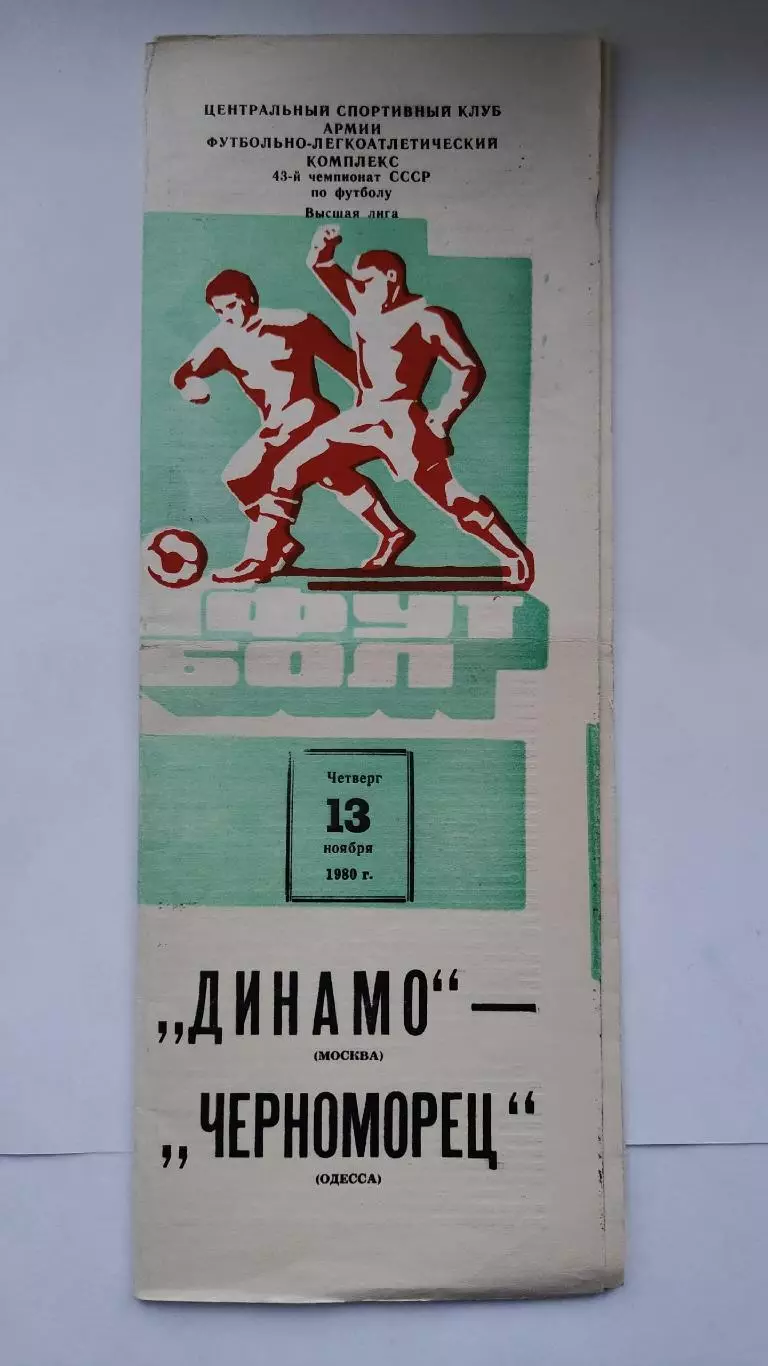 ЦЕНТРАЛЬНЫЙ СПОРТИВНЫЙ КЛУБ
АРМИИ
ФУТБОЛЬНО-ЛЕГКОАТЛЕТИЧЕСКИЙ
КОМПЛЕКС
43-й чемпионат СССР
по футболу
Высшая лига
ФУТ
БОЛ
Четверг
13
ноября
1980 г.
„ДИНАМО“ —
(МОСКВА)
„ЧЕРНОМОРЕЦ“
(ОДЕССА)